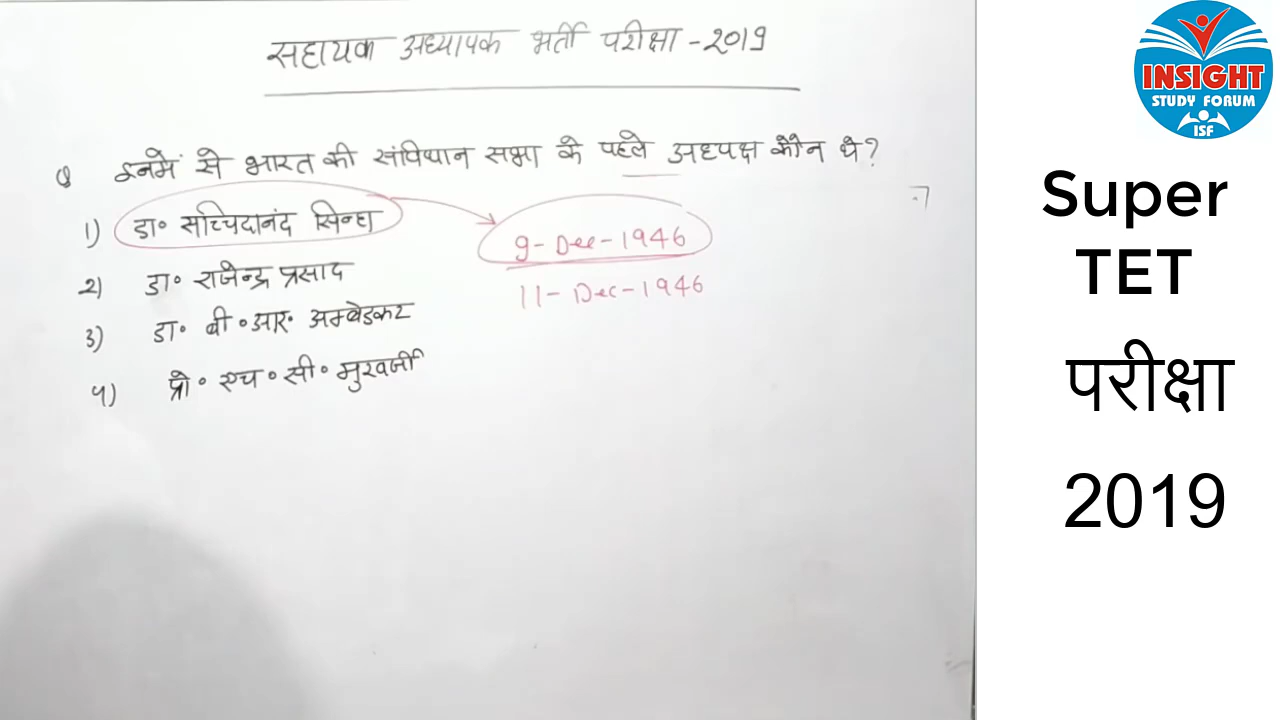 सहायक अध्यापक भर्ती परीक्षा - 2019
Q इनमें से भारत की संविधान सभा के पहले अध्यक्ष कौन थे?
1) डा० सच्चिदानंद सिन्हा
9- Dec - 1946
2) डा० राजेन्द्र प्रसाद
11- Dec - 1946
3) डा० बी०आर० अम्बेडकर
4) प्रो० एच० सी० मुखर्जी
INSIGHT
STUDY FORUM
ISF
Super
TET
परीक्षा
2019